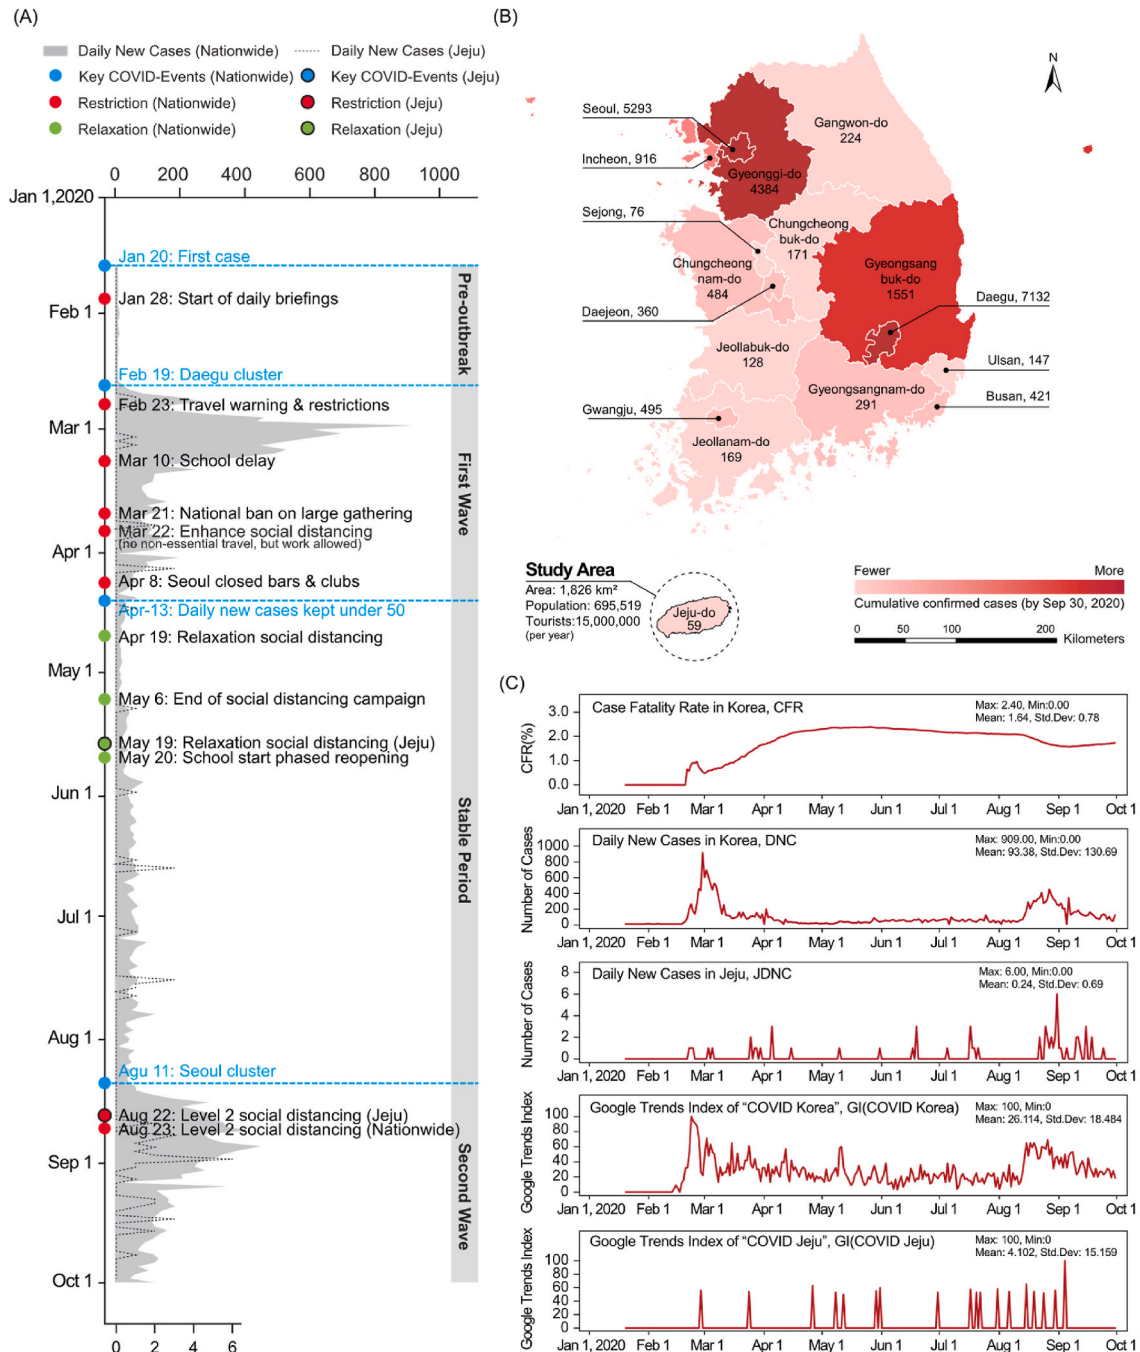 (A)
Daily New Cases (Nationwide)
Daily New Cases (Jeju)
Key COVID-Events (Nationwide)
Key COVID-Events (Jeju)
Restriction (Nationwide)
Restriction (Jeju)
Relaxation (Nationwide)
Relaxation (Jeju)
0 200 400 600 800 1000
Jan 1,2020
Jan 20: First case
Jan 28: Start of daily briefings
Feb 1
Pre-outbreak
Feb 19: Daegu cluster
Feb 23: Travel warning & restrictions
Mar 1
Mar 10: School delay
First Wave
Mar 21: National ban on large gathering
Mar 22: Enhance social distancing
(no non-essential travel, but work allowed)
Apr 1
Apr 8: Seoul closed bars & clubs
Apr-13: Daily new cases kept under 50
Apr 19: Relaxation social distancing
May 1
May 6: End of social distancing campaign
May 19: Relaxation social distancing (Jeju)
May 20: School start phased reopening
Jun 1
Stable Period
Jul 1
Aug 1
Agu 11: Seoul cluster
Aug 22: Level 2 social distancing (Jeju)
Aug 23: Level 2 social distancing (Nationwide)
Sep 1
Second Wave
Oct 1
0 2 4 6
(B)
N
Seoul, 5293
Gangwon-do
224
Incheon, 916
Gyeonggi-do
4384
Sejong, 76
Chungcheong
buk-do
171
Chungcheong
nam-do
484
Gyeongsang
buk-do
1551
Daegu, 7132
Daejeon, 360
Jeollabuk-do
128
Ulsan, 147
Gyeongsangnam-do
291
Busan, 421
Gwangju, 495
Jeollanam-do
169
Study Area
Area: 1,826 km²
Population: 695,519
Tourists:15,000,000
(per year)
Jeju-do
59
Fewer More
Cumulative confirmed cases (by Sep 30, 2020)
0 50 100 200
Kilometers
(C)
Case Fatality Rate in Korea, CFR
Max: 2.40, Min:0.00
Mean: 1.64, Std.Dev: 0.78
CFR(%)
3.0
2.0
1.0
0.0
Jan 1, 2020 Feb 1 Mar 1 Apr 1 May 1 Jun 1 Jul 1 Aug 1 Sep 1 Oct 1
Daily New Cases in Korea, DNC
Max: 909.00, Min:0.00
Mean: 93.38, Std.Dev: 130.69
Number of Cases
1000
800
600
400
200
0
Jan 1, 2020 Feb 1 Mar 1 Apr 1 May 1 Jun 1 Jul 1 Aug 1 Sep 1 Oct 1
Daily New Cases in Jeju, JDNC
Max: 6.00, Min:0.00
Mean: 0.24, Std.Dev: 0.69
Number of Cases
8
6
4
2
0
Jan 1, 2020 Feb 1 Mar 1 Apr 1 May 1 Jun 1 Jul 1 Aug 1 Sep 1 Oct 1
Google Trends Index of “COVID Korea”, GI(COVID Korea)
Max: 100, Min:0
Mean: 26.114, Std.Dev: 18.484
Google Trends Index
100
80
60
40
20
0
Jan 1, 2020 Feb 1 Mar 1 Apr 1 May 1 Jun 1 Jul 1 Aug 1 Sep 1 Oct 1
Google Trends Index of “COVID Jeju”, GI(COVID Jeju)
Max: 100, Min:0
Mean: 4.102, Std.Dev: 15.159
Google Trends Index
100
80
60
40
20
0
Jan 1, 2020 Feb 1 Mar 1 Apr 1 May 1 Jun 1 Jul 1 Aug 1 Sep 1 Oct 1